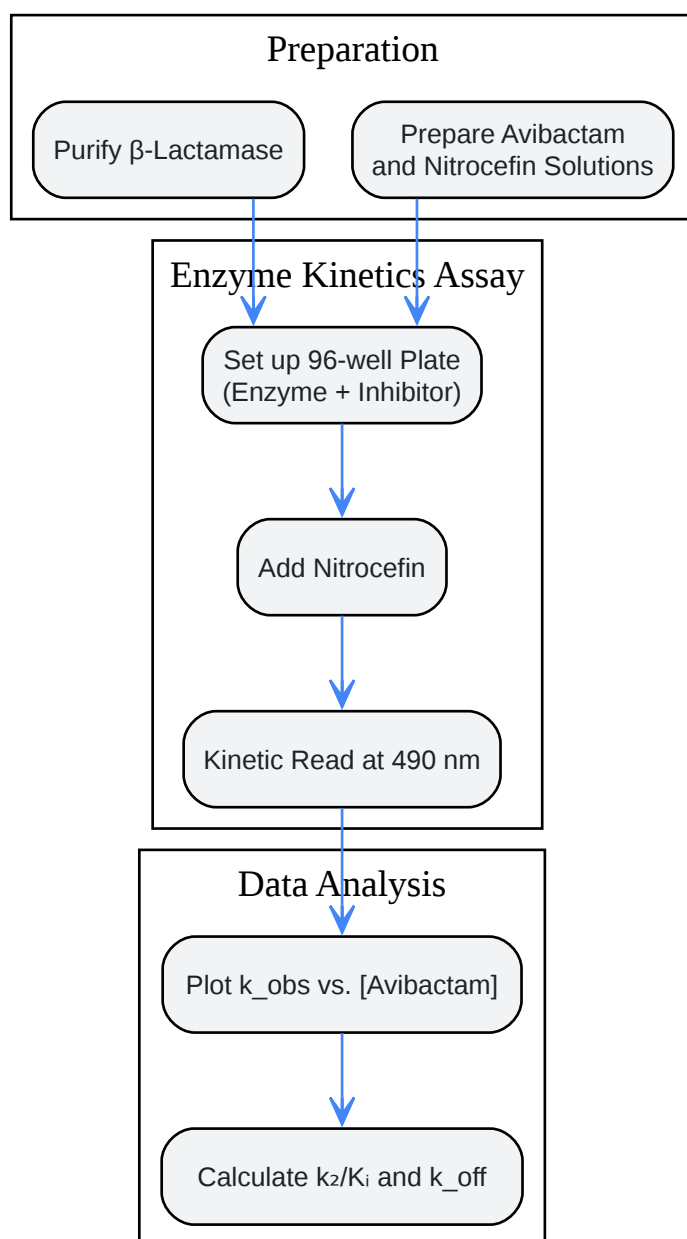 Preparation
Purify β-Lactamase
Prepare Avibactam
and Nitrocefin Solutions
Enzyme Kinetics Assay
Set up 96-well Plate
(Enzyme + Inhibitor)
Add Nitrocefin
Kinetic Read at 490 nm
Data Analysis
Plot k_obs vs. [Avibactam]
Calculate k₂/Kᵢ and k_off